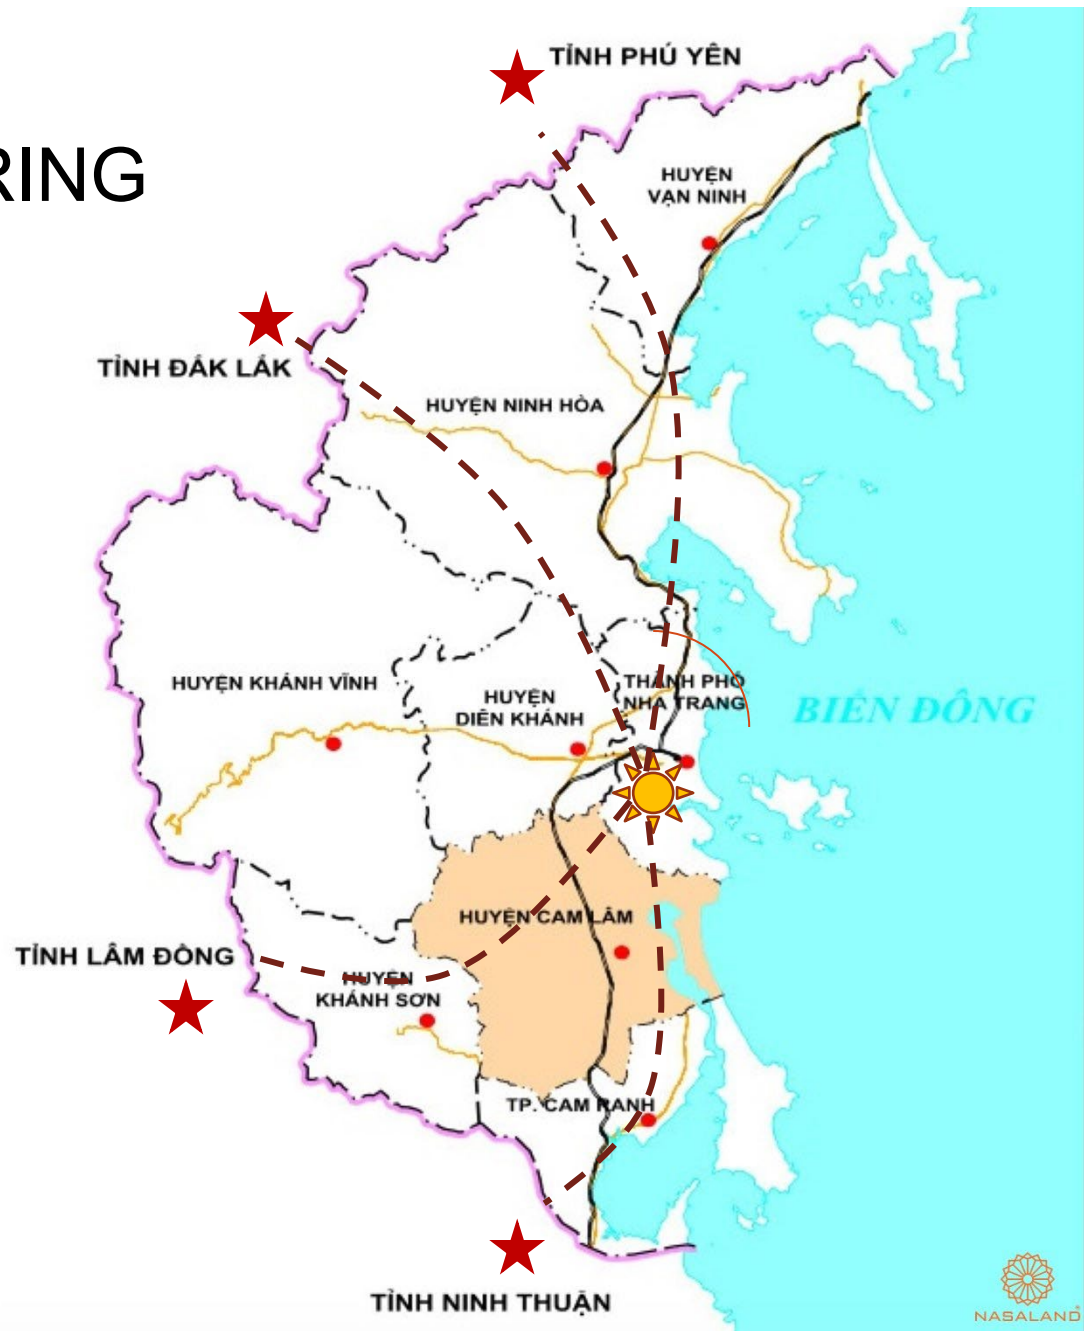 TỈNH PHÚ YÊN
RING
HUYỆN
VẠN NINH
TỈNH ĐẮK LẮK
HUYỆN NINH HÒA
HUYỆN KHÁNH VĨNH
HUYỆN
DIÊN KHÁNH
THÀNH PHỐ
NHA TRANG
BIỂN ĐÔNG
HUYỆN CAM LÂM
TỈNH LÂM ĐỒNG
HUYỆN
KHÁNH SƠN
TP. CAM RANH
TỈNH NINH THUẬN
NASALAND